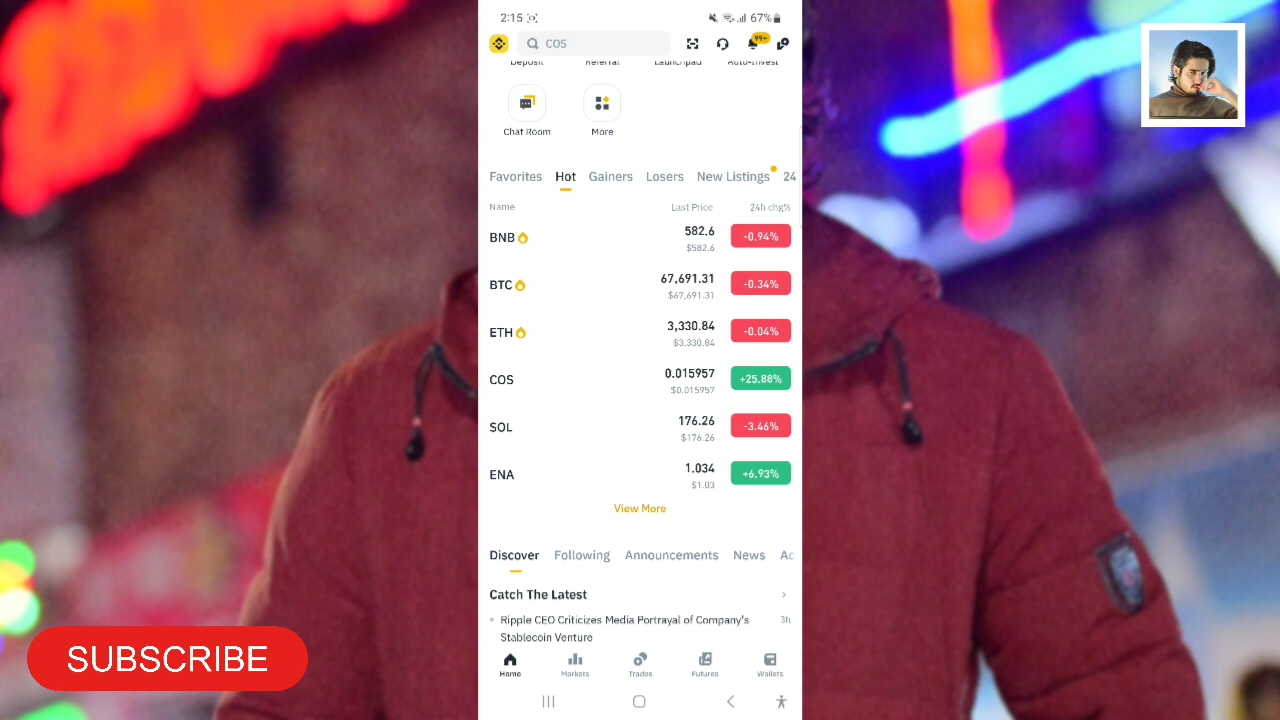 2:15 67%
COS 99+
Deposit Referral Launchpad Auto-Invest
Chat Room More
Favorites Hot Gainers Losers New Listings 24
Name Last Price 24h chg%
BNB 582.6 -0.94%
$582.6
BTC 67,691.31 -0.34%
$67,691.31
ETH 3,330.84 -0.04%
$3,330.84
COS 0.015957 +25.88%
$0.015957
SOL 176.26 -3.46%
$176.26
ENA 1.034 +6.93%
$1.03
View More
Discover Following Announcements News Ac
Catch The Latest
Ripple CEO Criticizes Media Portrayal of Company's 3h
Stablecoin Venture
Home Markets Trades Futures Wallets
SUBSCRIBE